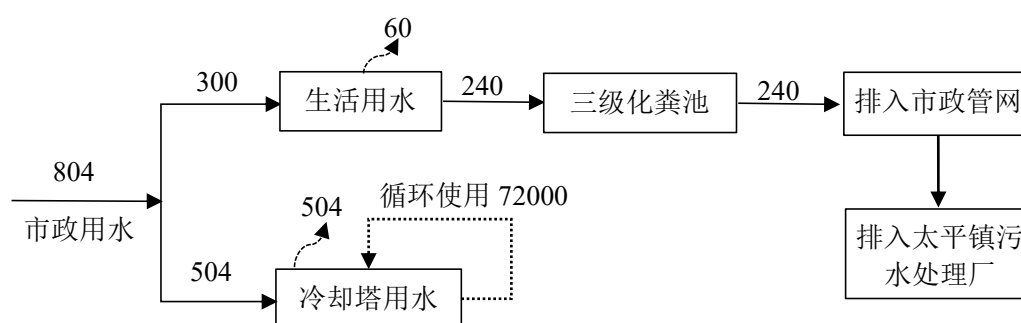 60
300
生活用水
240
三级化粪池
240
排入市政管网
804
市政用水
504
循环使用 72000
504
冷却塔用水
排入太平镇污
水处理厂